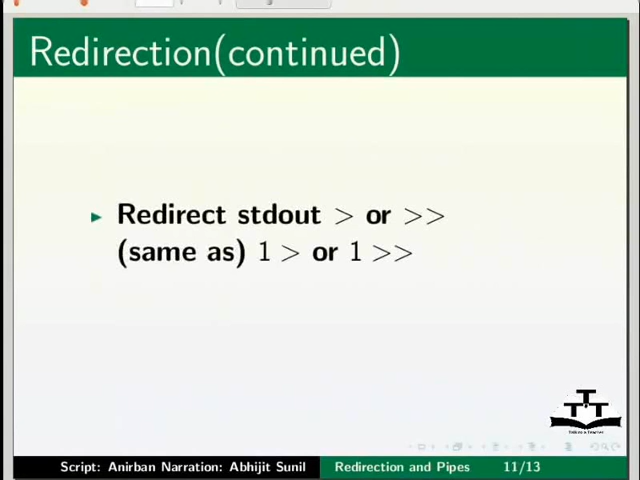 Redirection(continued)
Redirect stdout > or >>
(same as) 1 > or 1 >>
TTT
Script: Anirban Narration: Abhijit Sunil
Redirection and Pipes
11/13